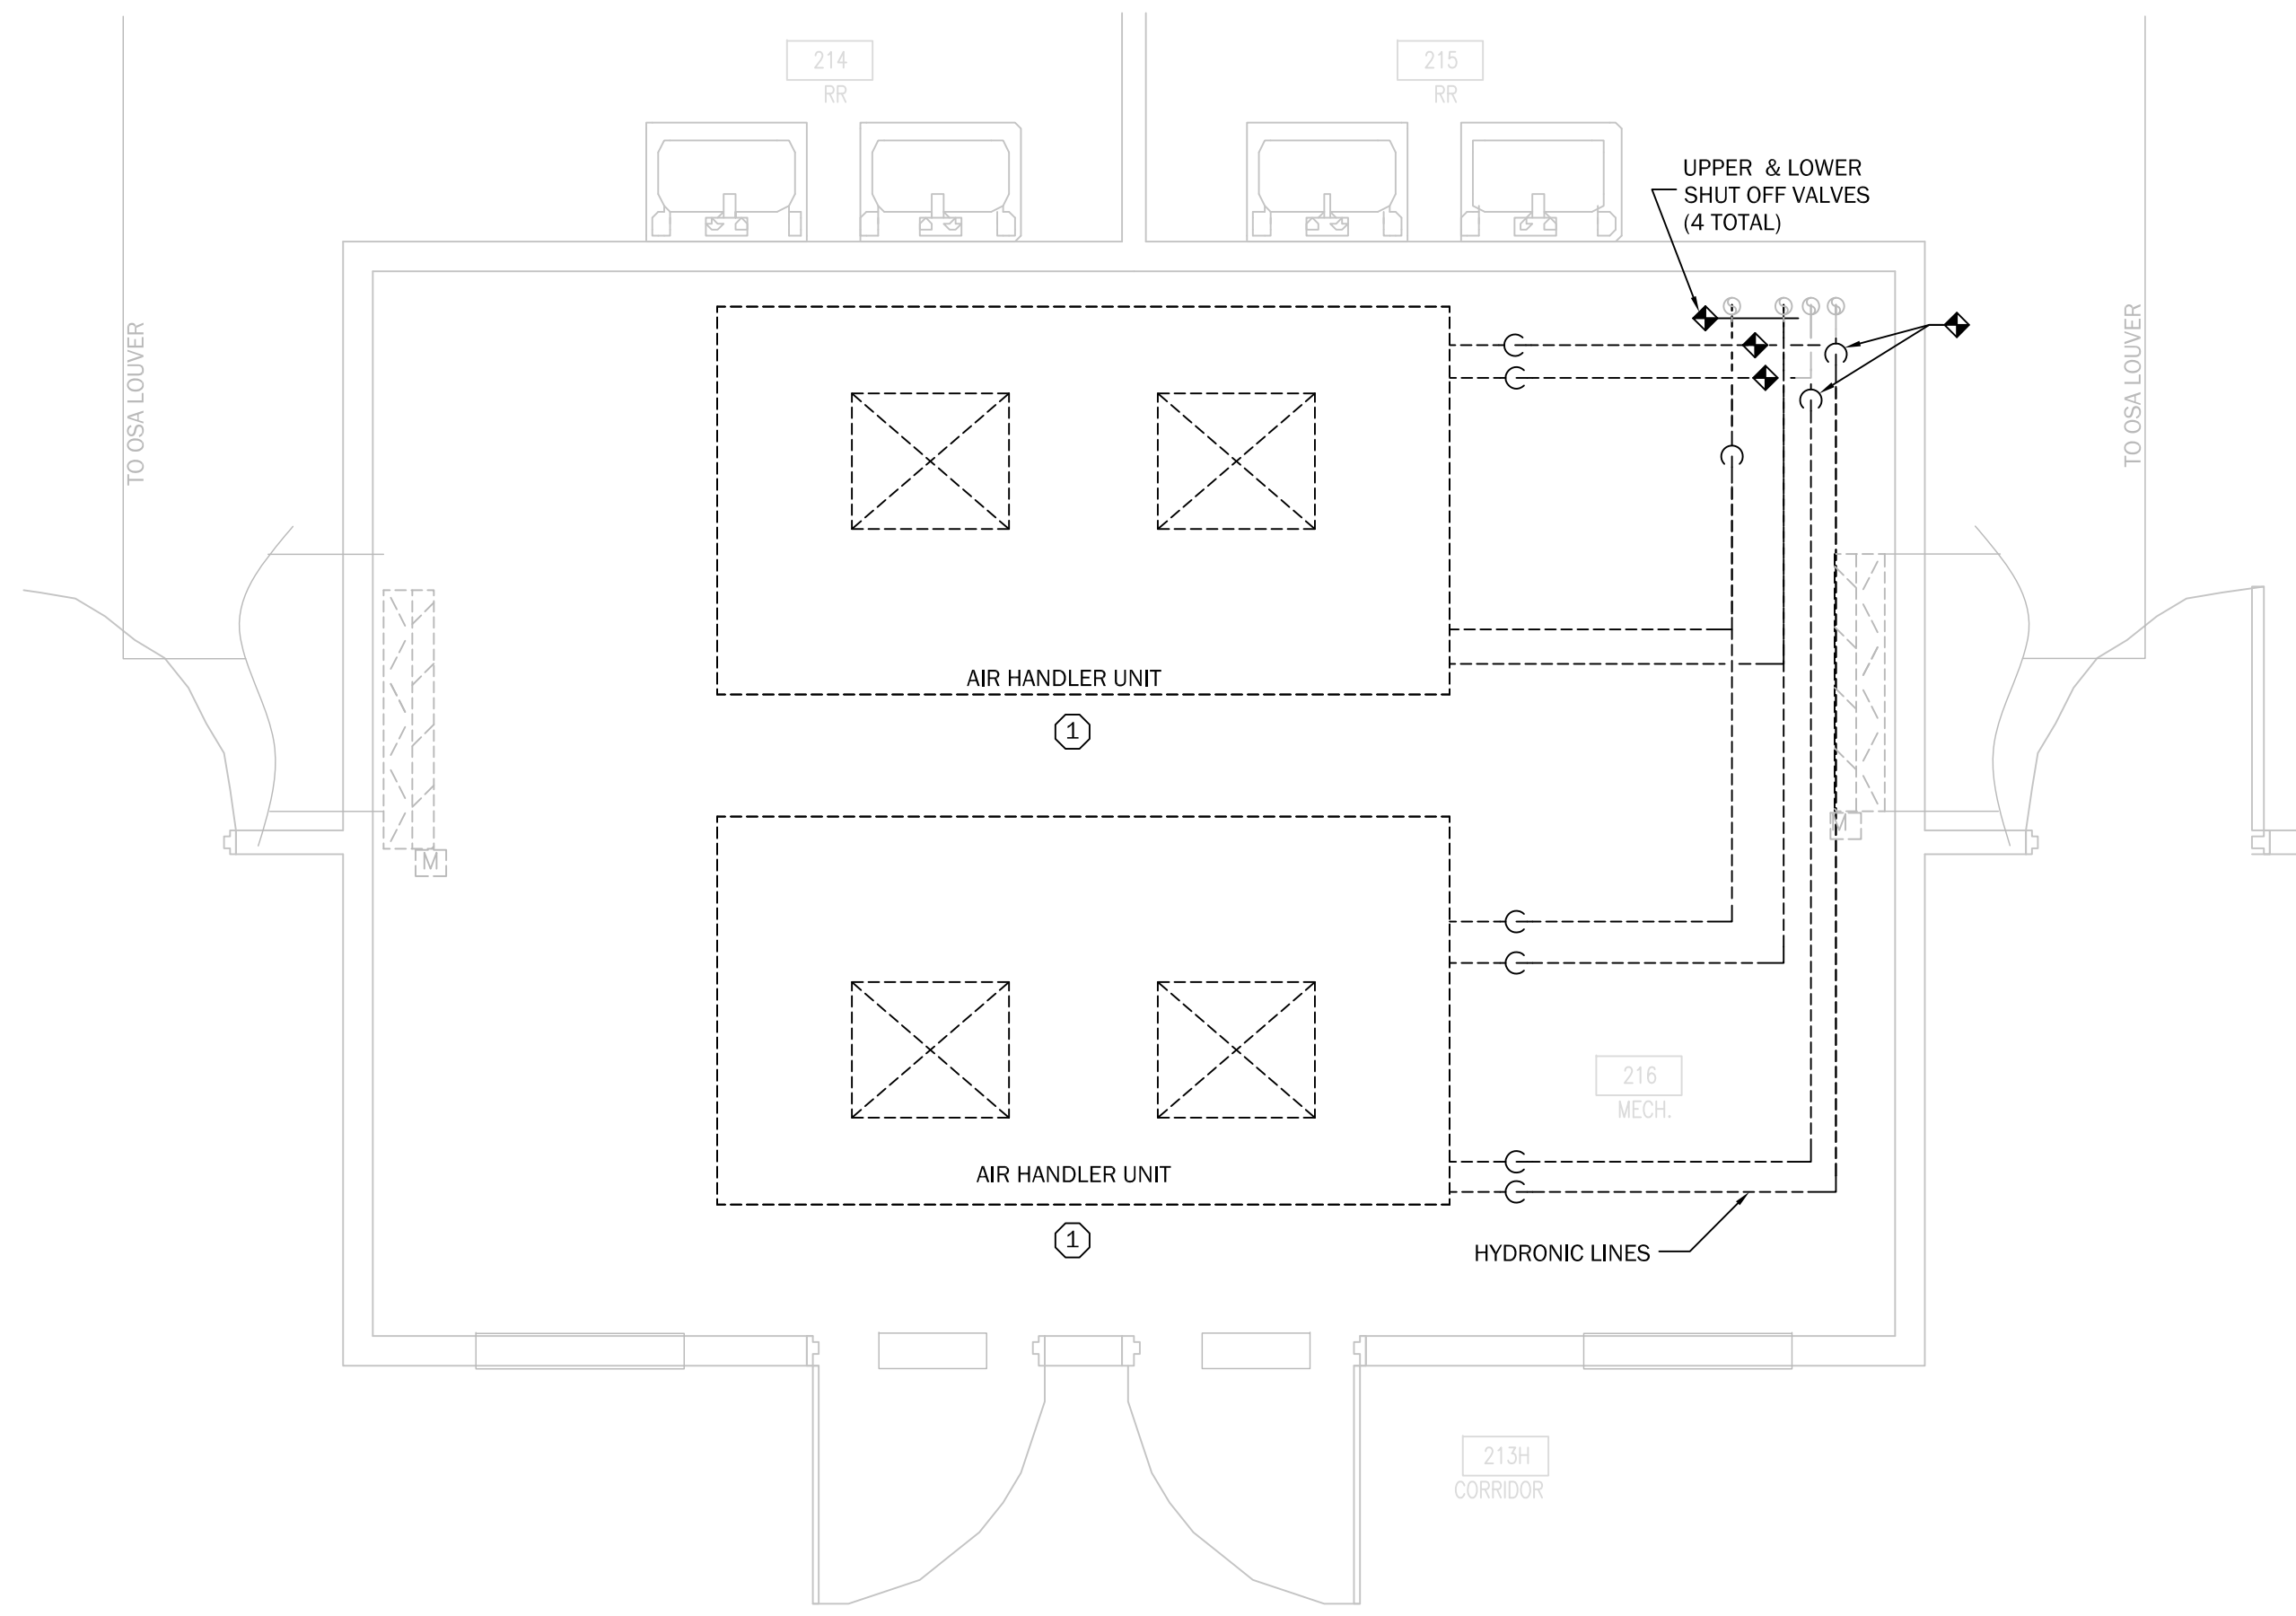 214
RR
215
RR
UPPER & LOWER
SHUT OFF VALVES
(4 TOTAL)
TO OSA LOUVER
TO OSA LOUVER
AIR HANDLER UNIT
1
M
M
216
MECH.
AIR HANDLER UNIT
1
HYDRONIC LINES
213H
CORRIDOR